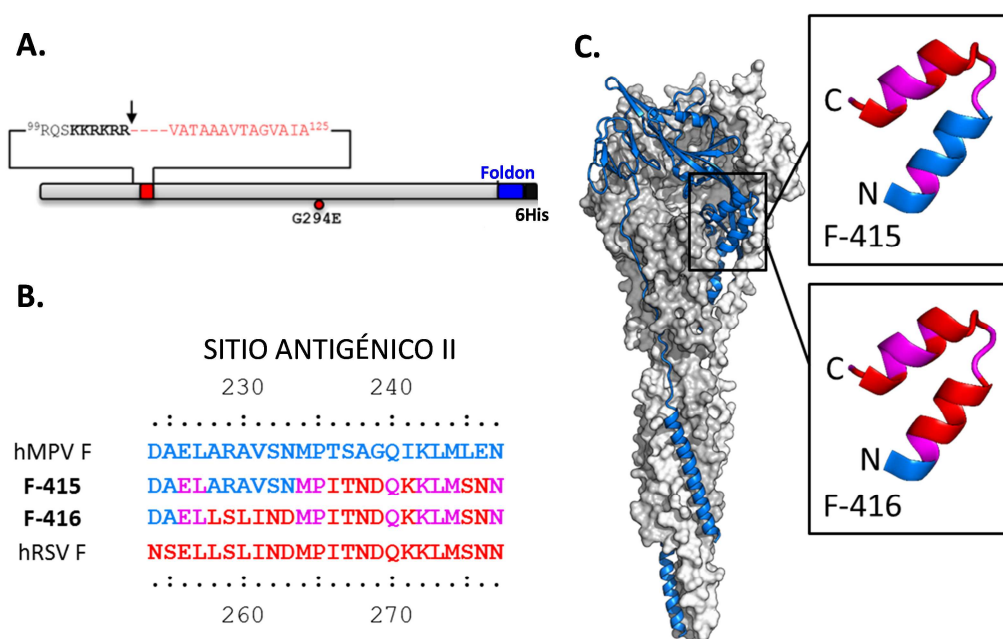 A.
⁹⁹RQSKKRKRR----VATAAAVTAGVAIA¹²⁵
Foldon
6His
G294E
B.
SITIO ANTIGÉNICO II
230 240
.:....:....:....:....:..
hMPV F DAELARAVSNMPTSAGQIKLMLEN
F-415 DAELARAVSNMPITNDQKKLMSNN
F-416 DAELLSLINDMPITNDQKKLMSNN
hRSV F NSELLSLINDMPITNDQKKLMSNN
.:....:....:....:....:..
260 270
C.
C
N
F-415
C
N
F-416